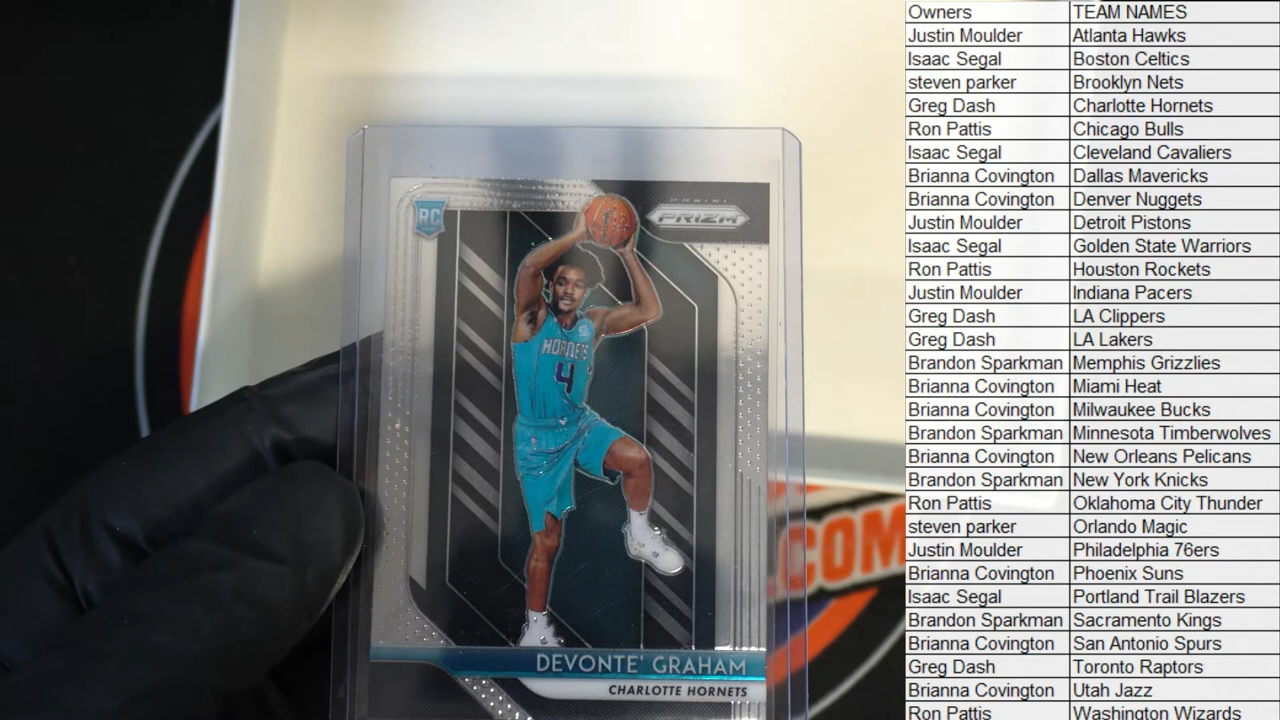 RC
PANINI
PRIZM
HORNETS
4
DEVONTE' GRAHAM
CHARLOTTE HORNETS
.COM
Owners TEAM NAMES
Justin Moulder Atlanta Hawks
Isaac Segal Boston Celtics
steven parker Brooklyn Nets
Greg Dash Charlotte Hornets
Ron Pattis Chicago Bulls
Isaac Segal Cleveland Cavaliers
Brianna Covington Dallas Mavericks
Brianna Covington Denver Nuggets
Justin Moulder Detroit Pistons
Isaac Segal Golden State Warriors
Ron Pattis Houston Rockets
Justin Moulder Indiana Pacers
Greg Dash LA Clippers
Greg Dash LA Lakers
Brandon Sparkman Memphis Grizzlies
Brianna Covington Miami Heat
Brianna Covington Milwaukee Bucks
Brandon Sparkman Minnesota Timberwolves
Brianna Covington New Orleans Pelicans
Brandon Sparkman New York Knicks
Ron Pattis Oklahoma City Thunder
steven parker Orlando Magic
Justin Moulder Philadelphia 76ers
Brianna Covington Phoenix Suns
Isaac Segal Portland Trail Blazers
Brandon Sparkman Sacramento Kings
Brianna Covington San Antonio Spurs
Greg Dash Toronto Raptors
Brianna Covington Utah Jazz
Ron Pattis Washington Wizards